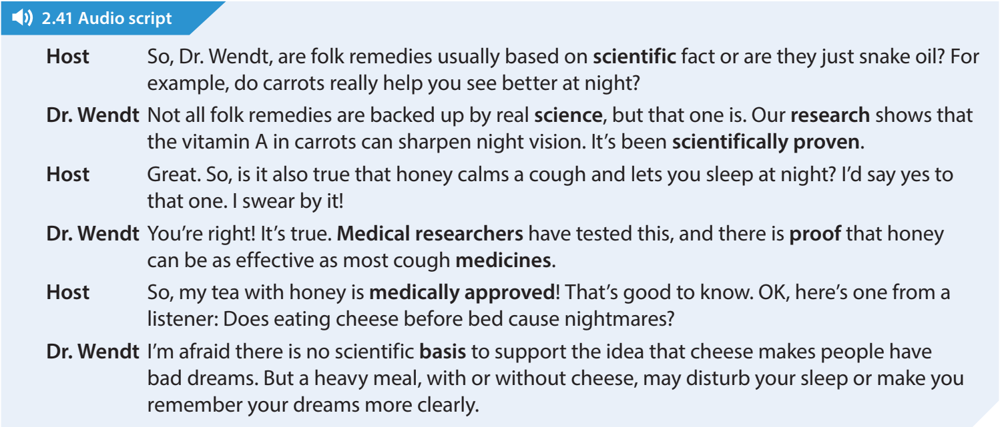 2.41 Audio script
Host So, Dr. Wendt, are folk remedies usually based on scientific fact or are they just snake oil? For
example, do carrots really help you see better at night?
Dr. Wendt Not all folk remedies are backed up by real science, but that one is. Our research shows that
the vitamin A in carrots can sharpen night vision. It’s been scientifically proven.
Host Great. So, is it also true that honey calms a cough and lets you sleep at night? I’d say yes to
that one. I swear by it!
Dr. Wendt You’re right! It’s true. Medical researchers have tested this, and there is proof that honey
can be as effective as most cough medicines.
Host So, my tea with honey is medically approved! That’s good to know. OK, here’s one from a
listener: Does eating cheese before bed cause nightmares?
Dr. Wendt I’m afraid there is no scientific basis to support the idea that cheese makes people have
bad dreams. But a heavy meal, with or without cheese, may disturb your sleep or make you
remember your dreams more clearly.